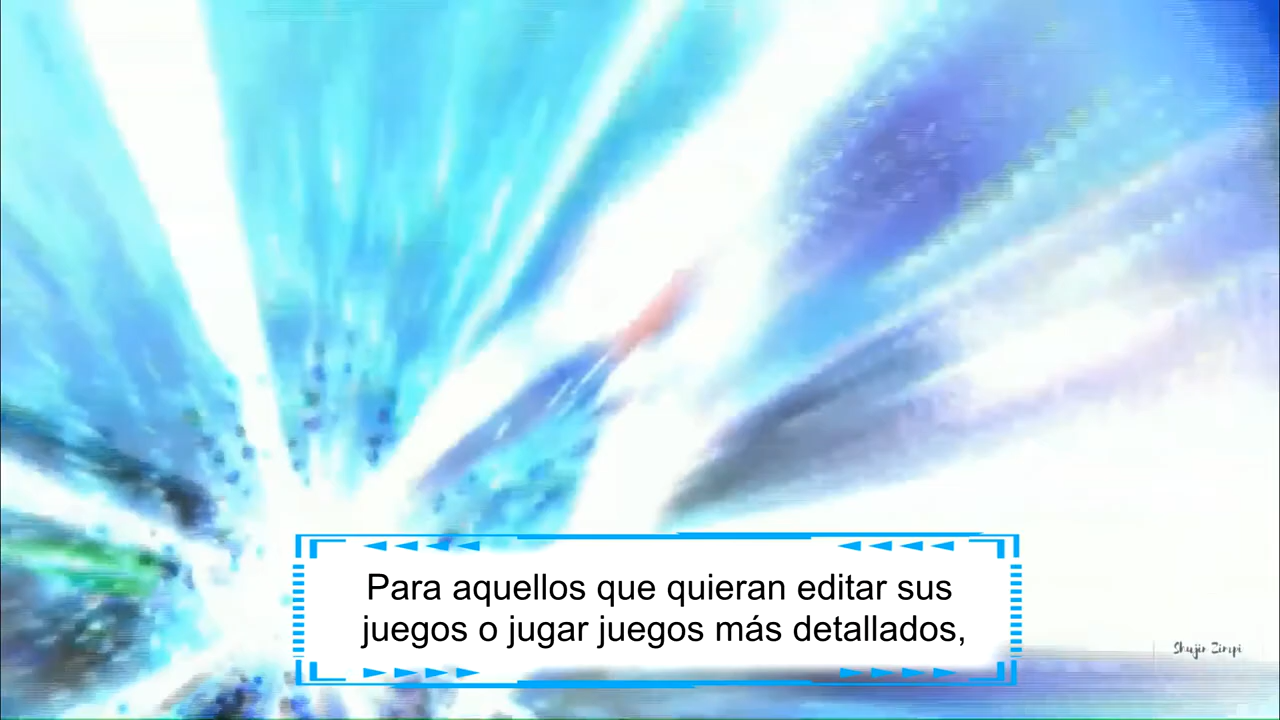 Para aquellos que quieran editar sus
juegos o jugar juegos más detallados,